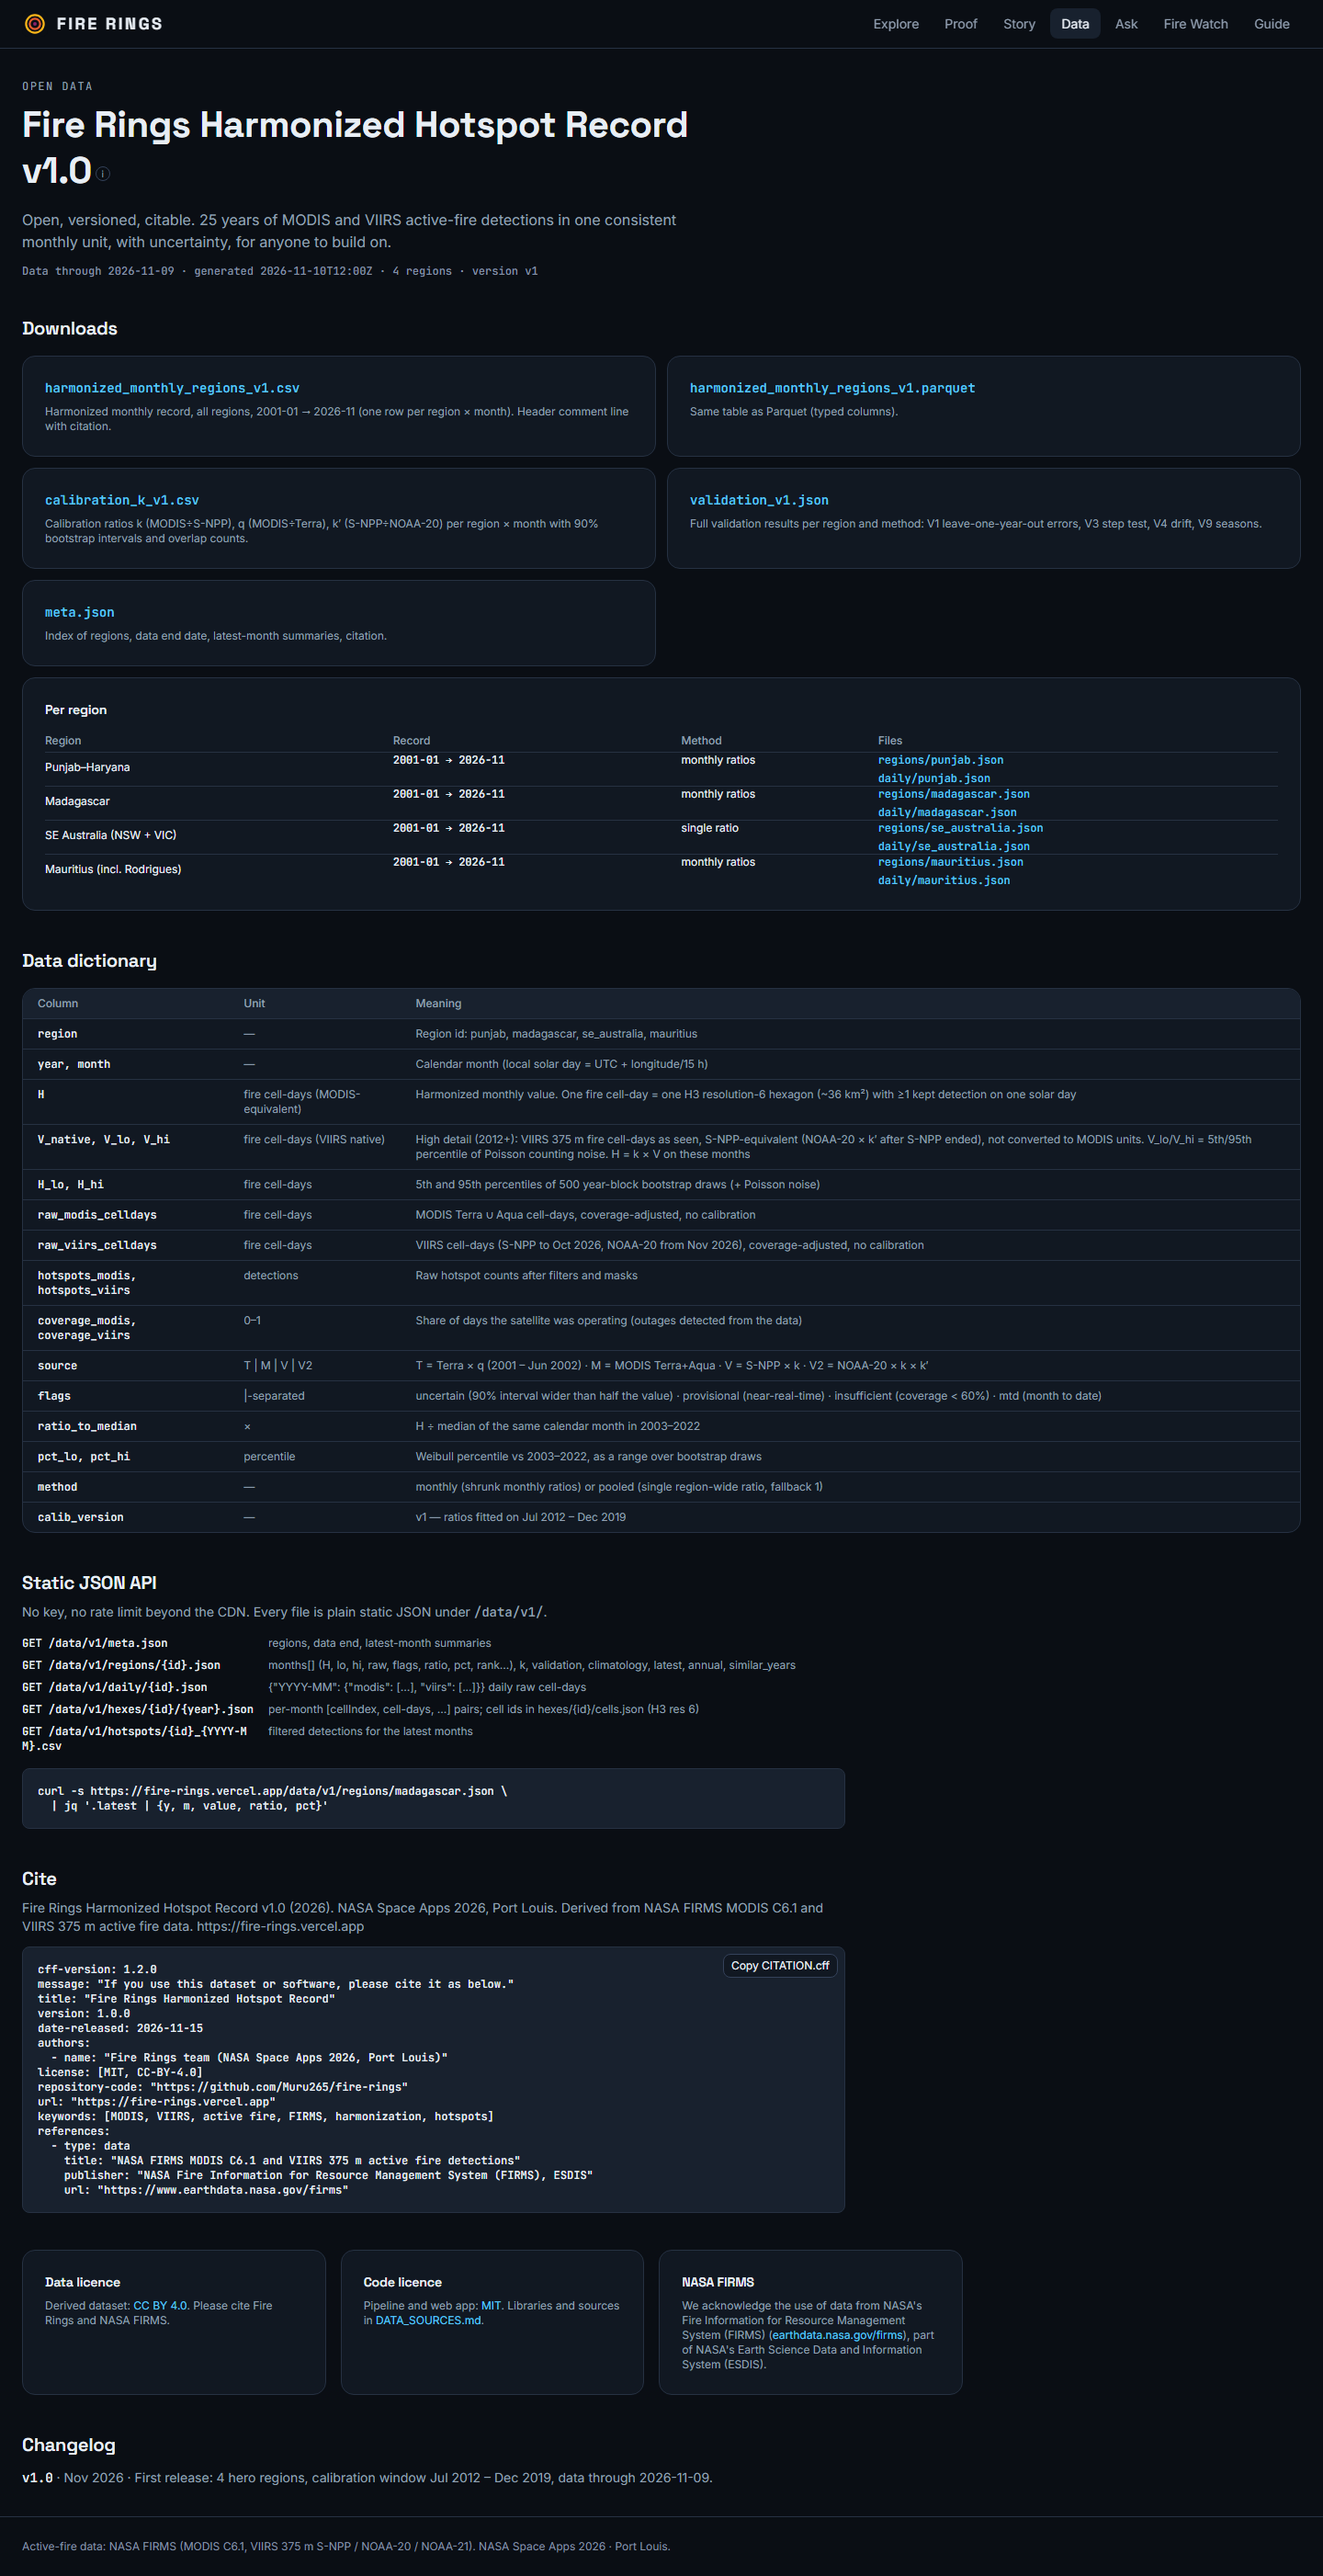 FIRE RINGS
Explore Proof Story Data Ask Fire Watch Guide
OPEN DATA
Fire Rings Harmonized Hotspot Record
v1.0 i
Open, versioned, citable. 25 years of MODIS and VIIRS active-fire detections in one consistent
monthly unit, with uncertainty, for anyone to build on.
Data through 2026-11-09 · generated 2026-11-10T12:00Z · 4 regions · version v1
Downloads
harmonized_monthly_regions_v1.csv
Harmonized monthly record, all regions, 2001-01 → 2026-11 (one row per region × month). Header comment line
with citation.
harmonized_monthly_regions_v1.parquet
Same table as Parquet (typed columns).
calibration_k_v1.csv
Calibration ratios k (MODIS÷S-NPP), q (MODIS÷Terra), k′ (S-NPP÷NOAA-20) per region × month with 90%
bootstrap intervals and overlap counts.
validation_v1.json
Full validation results per region and method: V1 leave-one-year-out errors, V3 step test, V4 drift, V9 seasons.
meta.json
Index of regions, data end date, latest-month summaries, citation.
Per region
Region Record Method Files
Punjab–Haryana 2001-01 → 2026-11 monthly ratios regions/punjab.json
daily/punjab.json
Madagascar 2001-01 → 2026-11 monthly ratios regions/madagascar.json
daily/madagascar.json
SE Australia (NSW + VIC) 2001-01 → 2026-11 single ratio regions/se_australia.json
daily/se_australia.json
Mauritius (incl. Rodrigues) 2001-01 → 2026-11 monthly ratios regions/mauritius.json
daily/mauritius.json
Data dictionary
Column Unit Meaning
region — Region id: punjab, madagascar, se_australia, mauritius
year, month — Calendar month (local solar day = UTC + longitude/15 h)
H fire cell-days (MODIS- Harmonized monthly value. One fire cell-day = one H3 resolution-6 hexagon (~36 km²) with ≥1 kept detection on one solar day
equivalent)
V_native, V_lo, V_hi fire cell-days (VIIRS native) High detail (2012+): VIIRS 375 m fire cell-days as seen, S-NPP-equivalent (NOAA-20 × k′ after S-NPP ended), not converted to MODIS units. V_lo/V_hi = 5th/95th
percentile of Poisson counting noise. H = k × V on these months
H_lo, H_hi fire cell-days 5th and 95th percentiles of 500 year-block bootstrap draws (+ Poisson noise)
raw_modis_celldays fire cell-days MODIS Terra ∪ Aqua cell-days, coverage-adjusted, no calibration
raw_viirs_celldays fire cell-days VIIRS cell-days (S-NPP to Oct 2026, NOAA-20 from Nov 2026), coverage-adjusted, no calibration
hotspots_modis, detections Raw hotspot counts after filters and masks
hotspots_viirs
coverage_modis, 0–1 Share of days the satellite was operating (outages detected from the data)
coverage_viirs
source T | M | V | V2 T = Terra × q (2001 – Jun 2002) · M = MODIS Terra+Aqua · V = S-NPP × k · V2 = NOAA-20 × k × k′
flags |-separated uncertain (90% interval wider than half the value) · provisional (near-real-time) · insufficient (coverage < 60%) · mtd (month to date)
ratio_to_median × H ÷ median of the same calendar month in 2003–2022
pct_lo, pct_hi percentile Weibull percentile vs 2003–2022, as a range over bootstrap draws
method — monthly (shrunk monthly ratios) or pooled (single region-wide ratio, fallback 1)
calib_version — v1 — ratios fitted on Jul 2012 – Dec 2019
Static JSON API
No key, no rate limit beyond the CDN. Every file is plain static JSON under /data/v1/.
GET /data/v1/meta.json regions, data end, latest-month summaries
GET /data/v1/regions/{id}.json months[] (H, lo, hi, raw, flags, ratio, pct, rank…), k, validation, climatology, latest, annual, similar_years
GET /data/v1/daily/{id}.json {"YYYY-MM": {"modis": […], "viirs": […]}} daily raw cell-days
GET /data/v1/hexes/{id}/{year}.json per-month [cellIndex, cell-days, …] pairs; cell ids in hexes/{id}/cells.json (H3 res 6)
GET /data/v1/hotspots/{id}_{YYYY-M filtered detections for the latest months
M}.csv
curl -s https://fire-rings.vercel.app/data/v1/regions/madagascar.json \
| jq '.latest | {y, m, value, ratio, pct}'
Cite
Fire Rings Harmonized Hotspot Record v1.0 (2026). NASA Space Apps 2026, Port Louis. Derived from NASA FIRMS MODIS C6.1 and
VIIRS 375 m active fire data. https://fire-rings.vercel.app
Copy CITATION.cff
cff-version: 1.2.0
message: "If you use this dataset or software, please cite it as below."
title: "Fire Rings Harmonized Hotspot Record"
version: 1.0.0
date-released: 2026-11-15
authors:
- name: "Fire Rings team (NASA Space Apps 2026, Port Louis)"
license: [MIT, CC-BY-4.0]
repository-code: "https://github.com/Muru265/fire-rings"
url: "https://fire-rings.vercel.app"
keywords: [MODIS, VIIRS, active fire, FIRMS, harmonization, hotspots]
references:
- type: data
title: "NASA FIRMS MODIS C6.1 and VIIRS 375 m active fire detections"
publisher: "NASA Fire Information for Resource Management System (FIRMS), ESDIS"
url: "https://www.earthdata.nasa.gov/firms"
Data licence
Derived dataset: CC BY 4.0. Please cite Fire
Rings and NASA FIRMS.
Code licence
Pipeline and web app: MIT. Libraries and sources
in DATA_SOURCES.md.
NASA FIRMS
We acknowledge the use of data from NASA's
Fire Information for Resource Management
System (FIRMS) (earthdata.nasa.gov/firms), part
of NASA's Earth Science Data and Information
System (ESDIS).
Changelog
v1.0 · Nov 2026 · First release: 4 hero regions, calibration window Jul 2012 – Dec 2019, data through 2026-11-09.
Active-fire data: NASA FIRMS (MODIS C6.1, VIIRS 375 m S-NPP / NOAA-20 / NOAA-21). NASA Space Apps 2026 · Port Louis.